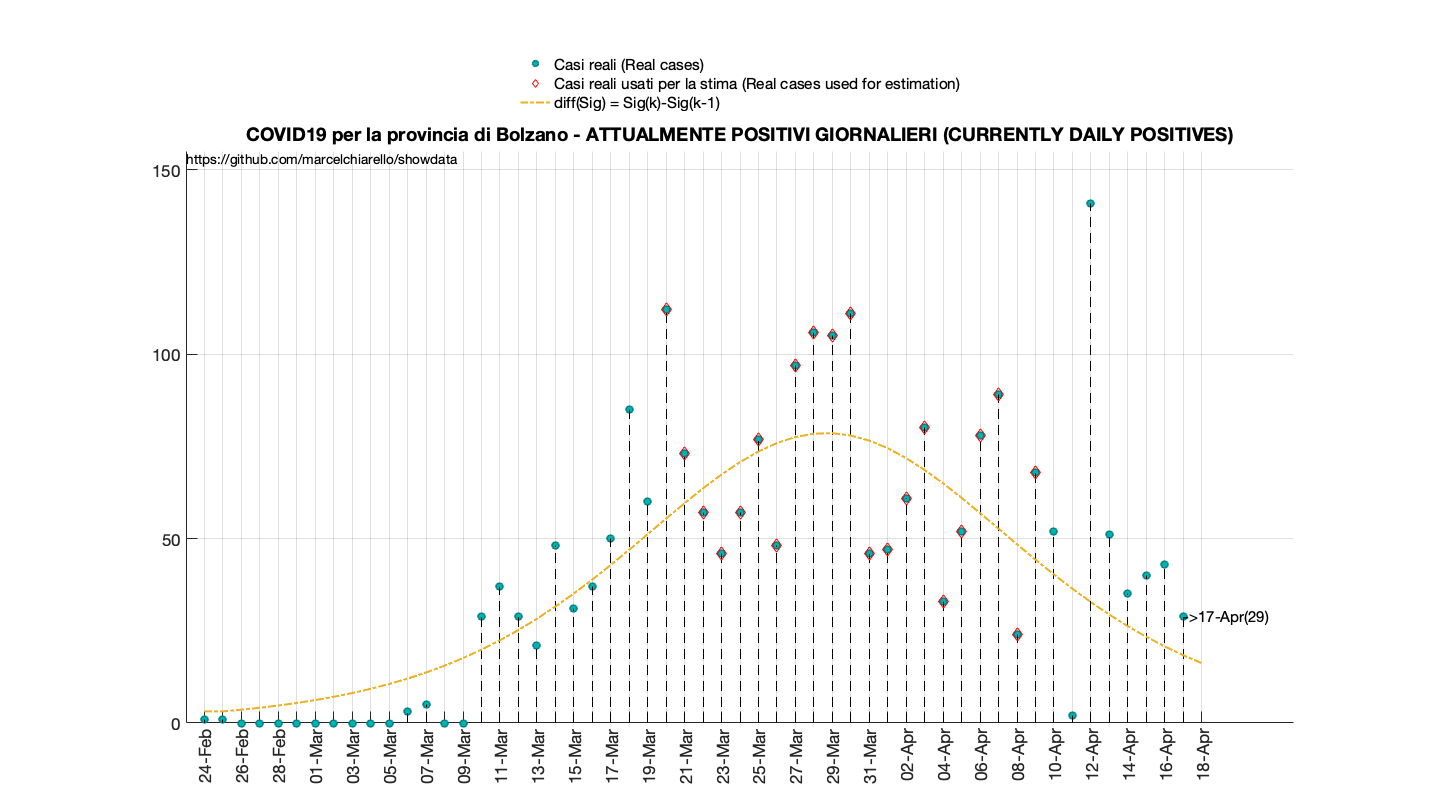 Casi reali (Real cases)
Casi reali usati per la stima (Real cases used for estimation)
diff(Sig) = Sig(k)-Sig(k-1)
COVID19 per la provincia di Bolzano - ATTUALMENTE POSITIVI GIORNALIERI (CURRENTLY DAILY POSITIVES)
https://github.com/marcelchiarello/showdata
150
100
50
0
->17-Apr(29)
24-Feb
26-Feb
28-Feb
01-Mar
03-Mar
05-Mar
07-Mar
09-Mar
11-Mar
13-Mar
15-Mar
17-Mar
19-Mar
21-Mar
23-Mar
25-Mar
27-Mar
29-Mar
31-Mar
02-Apr
04-Apr
06-Apr
08-Apr
10-Apr
12-Apr
14-Apr
16-Apr
18-Apr